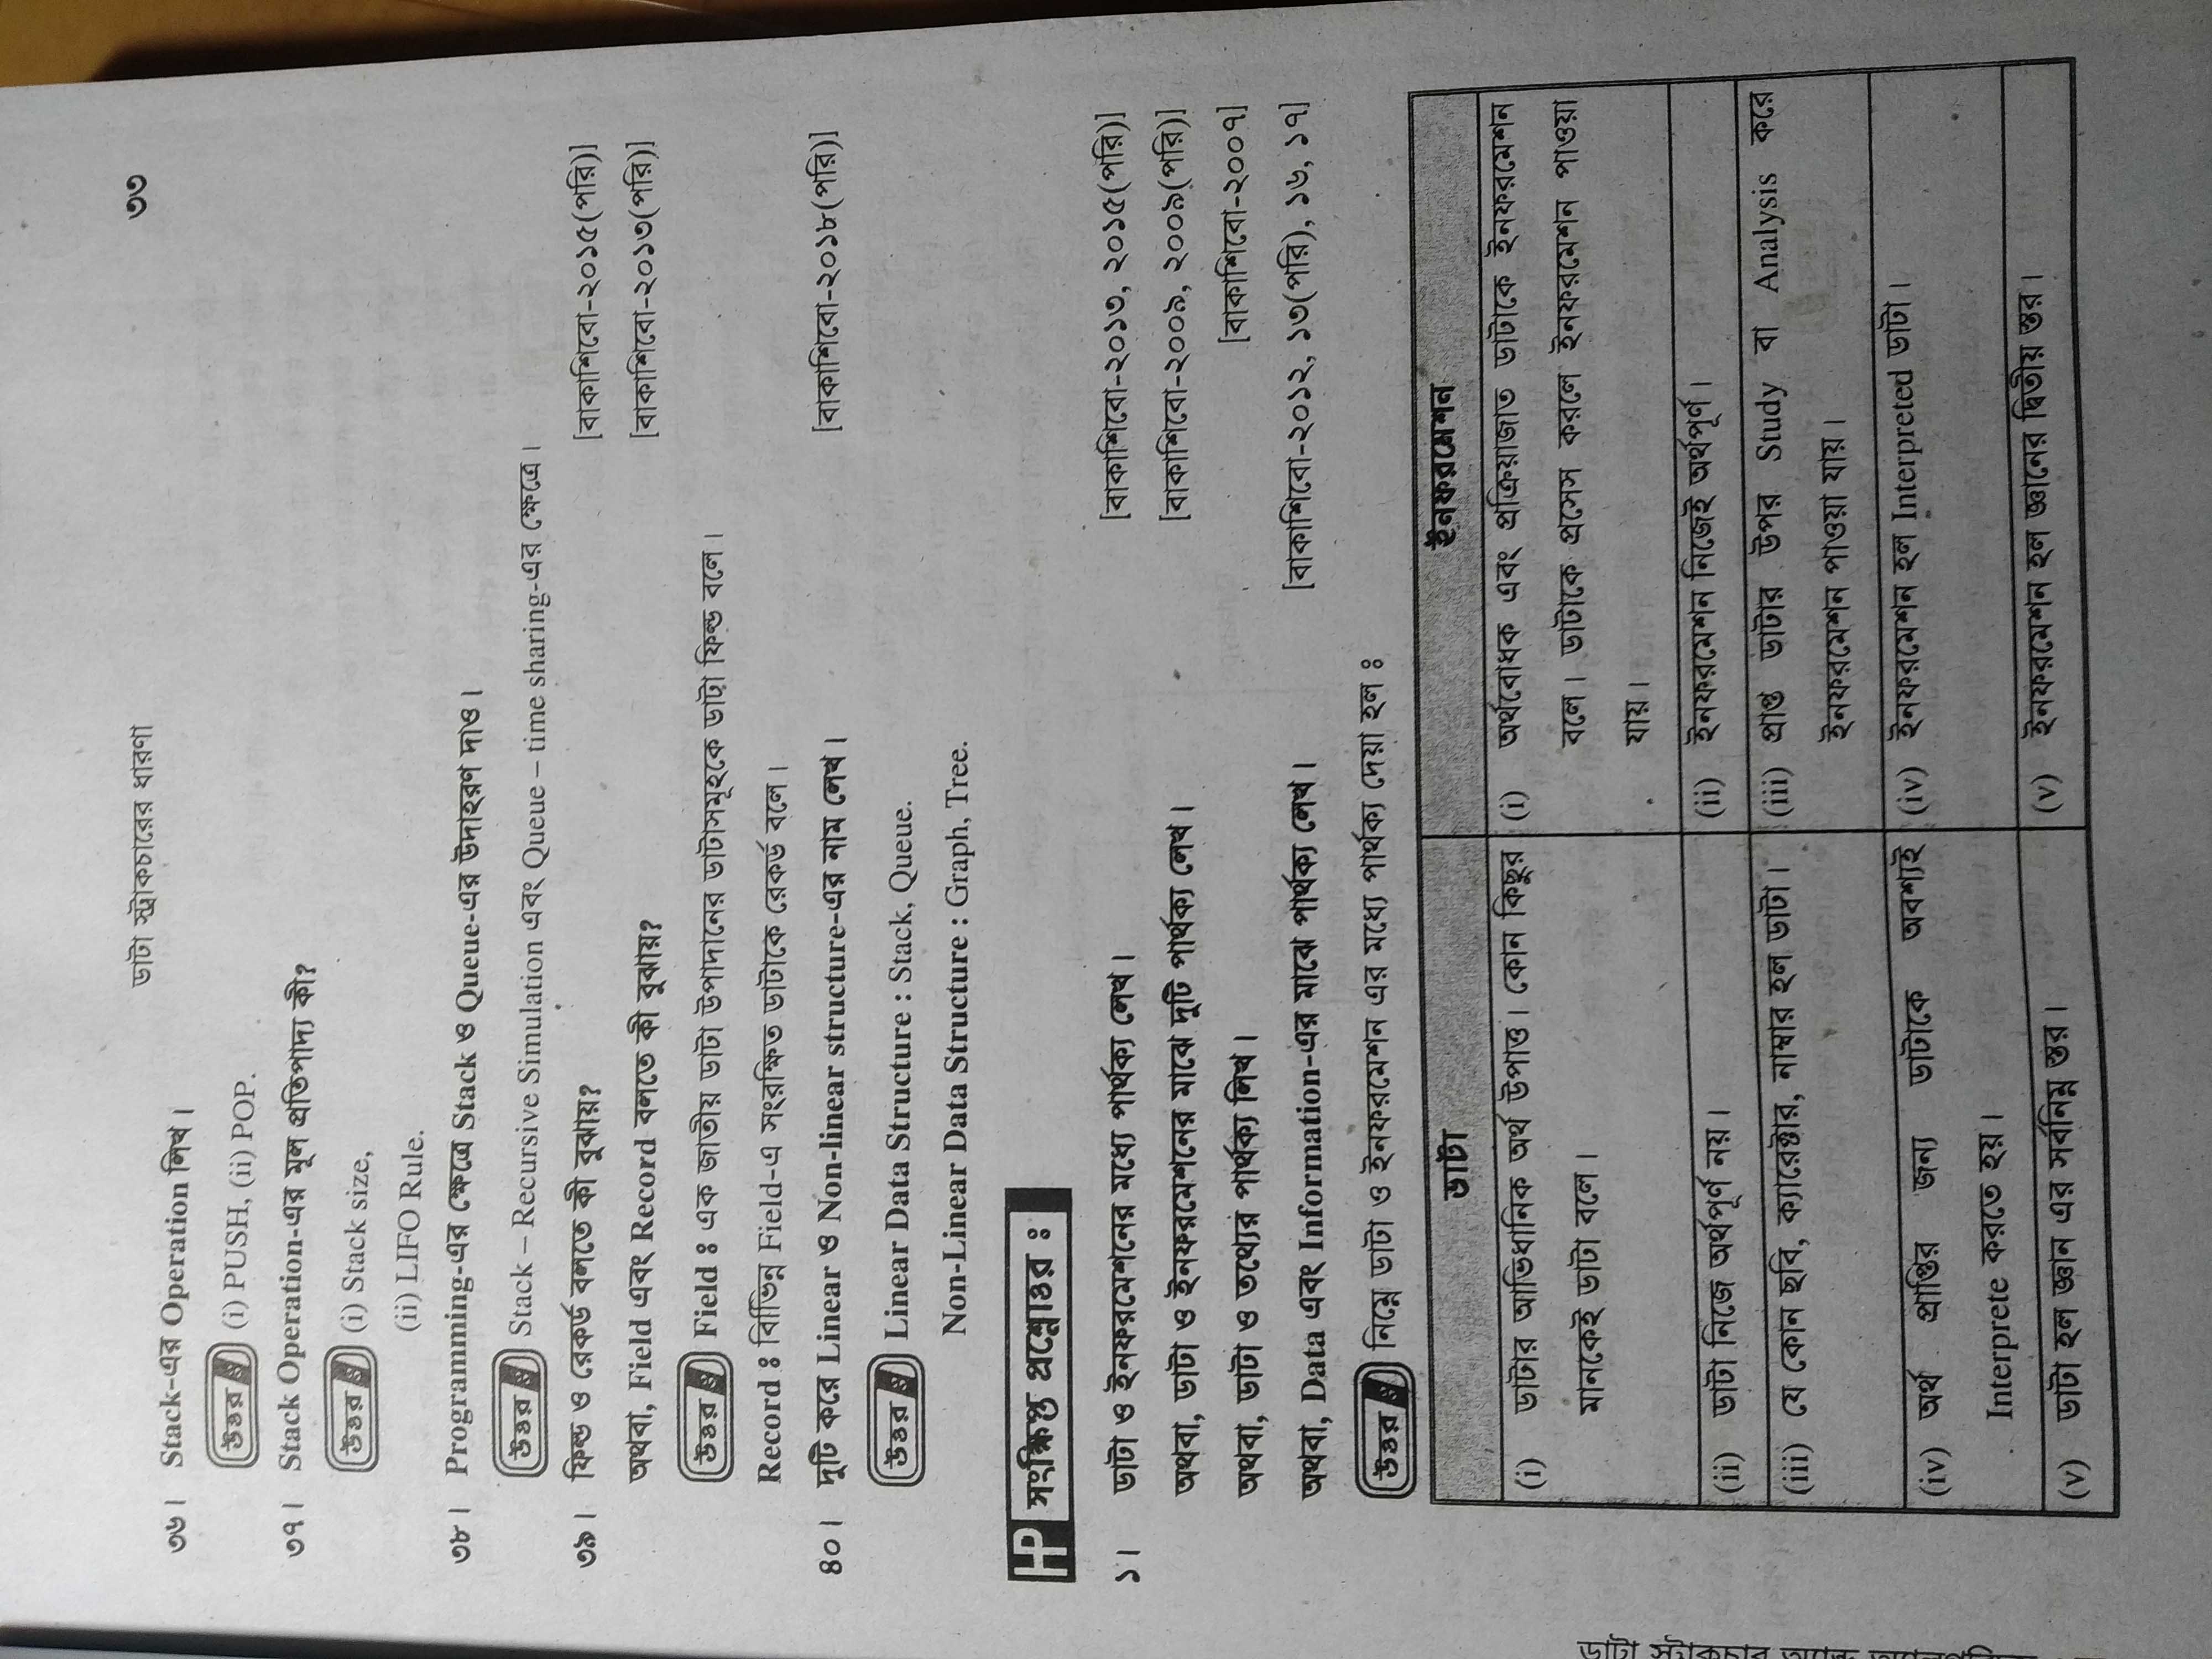 ডাটা স্ট্রাকচারের ধারণা ৩৩
৩৬। Stack-এর Operation লিখ।
উত্তর ঃ (i) PUSH, (ii) POP.
৩৭। Stack Operation-এর মূল প্রতিপাদ্য কী?
উত্তর ঃ (i) Stack size,
(ii) LIFO Rule.
৩৮। Programming-এর ক্ষেত্রে Stack ও Queue-এর উদাহরণ দাও।
উত্তর ঃ Stack – Recursive Simulation এবং Queue – time sharing-এর ক্ষেত্রে।
৩৯। ফিল্ড ও রেকর্ড বলতে কী বুঝায়? [বাকাশিবো-২০১৫(পরি)]
অথবা, Field এবং Record বলতে কী বুঝায়? [বাকাশিবো-২০১৩(পরি)]
উত্তর ঃ Field ঃ এক জাতীয় ডাটা উপাদানের ডাটাসমূহকে ডাটা ফিল্ড বলে।
Record ঃ বিভিন্ন Field-এ সংরক্ষিত ডাটাকে রেকর্ড বলে।
৪০। দুটি করে Linear ও Non-linear structure-এর নাম লেখ। [বাকাশিবো-২০১৮(পরি)]
উত্তর ঃ Linear Data Structure : Stack, Queue.
Non-Linear Data Structure : Graph, Tree.
HP সংক্ষিপ্ত প্রশ্নোত্তর ঃ
১। ডাটা ও ইনফরমেশনের মধ্যে পার্থক্য লেখ। [বাকাশিবো-২০১৩, ২০১৫(পরি)]
অথবা, ডাটা ও ইনফরমেশনের মাঝে দুটি পার্থক্য লেখ। [বাকাশিবো-২০০৯, ২০০৯(পরি)]
অথবা, ডাটা ও তথ্যের পার্থক্য লিখ। [বাকাশিবো-২০০৭]
অথবা, Data এবং Information-এর মাঝে পার্থক্য লেখ। [বাকাশিবো-২০১২, ১৩(পরি), ১৬, ১৭]
উত্তর ঃ নিম্নে ডাটা ও ইনফরমেশন এর মধ্যে পার্থক্য দেয়া হল ঃ
ডাটা ইনফরমেশন
(i) ডাটার আভিধানিক অর্থ উপাত্ত। কোন কিছুর
মানকেই ডাটা বলে।
(i) অর্থবোধক এবং প্রক্রিয়াজাত ডাটাকে ইনফরমেশন
বলে। ডাটাকে প্রসেস করলে ইনফরমেশন পাওয়া
যায়।
(ii) ডাটা নিজে অর্থপূর্ণ নয়।
(ii) ইনফরমেশন নিজেই অর্থপূর্ণ।
(iii) যে কোন ছবি, ক্যারেক্টার, নাম্বার হল ডাটা।
(iii) প্রাপ্ত ডাটার উপর Study বা Analysis করে
ইনফরমেশন পাওয়া যায়।
(iv) অর্থ প্রাপ্তির জন্য ডাটাকে অবশ্যই
Interprete করতে হয়।
(iv) ইনফরমেশন হল Interpreted ডাটা।
(v) ডাটা হল জ্ঞান এর সর্বনিম্ন স্তর।
(v) ইনফরমেশন হল জ্ঞানের দ্বিতীয় স্তর।